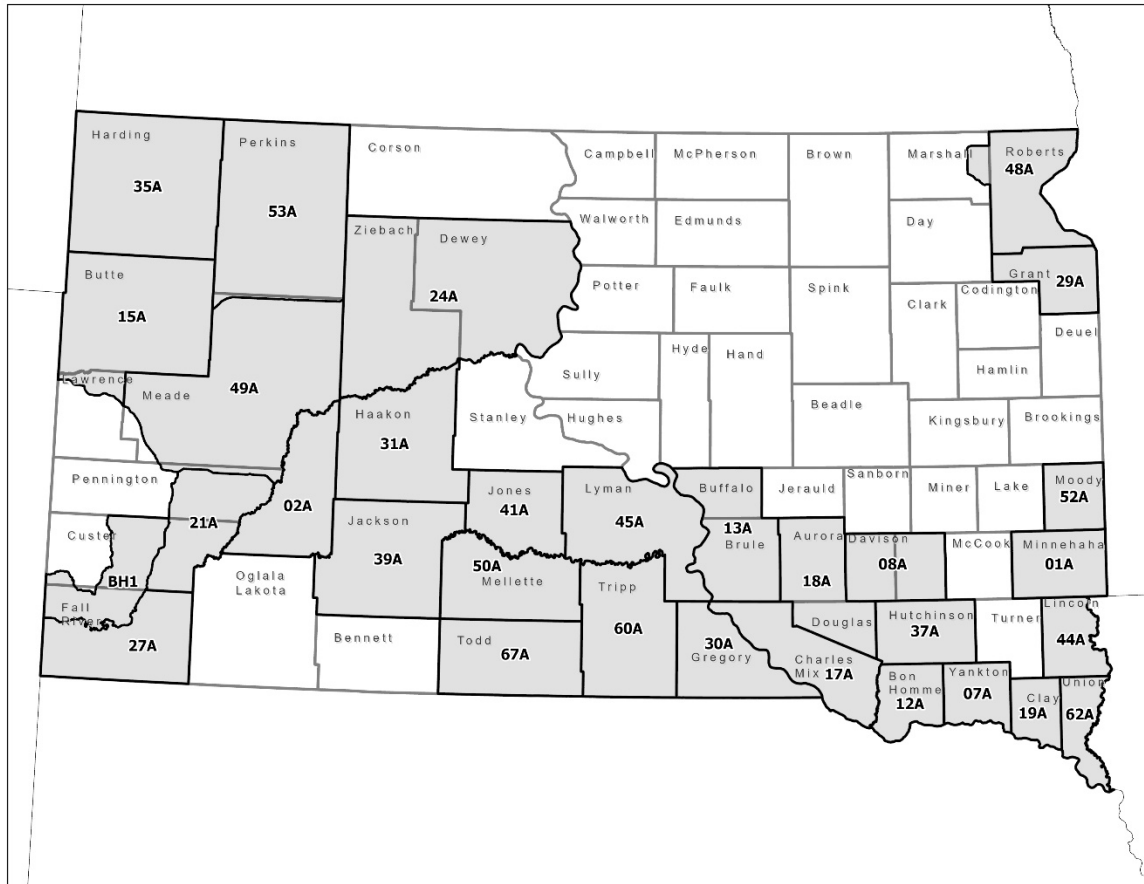 Harding
35A
Perkins
53A
Corson
Campbell
McPherson
Brown
Marshall
Roberts
48A
Ziebach
Dewey
24A
Walworth
Edmunds
Day
Butte
15A
Potter
Faulk
Spink
Clark
Codington
Grant
29A
Deuel
Lawrence
Meade
49A
Haakon
31A
Stanley
Sully
Hughes
Hyde
Hand
Beadle
Hamlin
Kingsbury
Brookings
Pennington
21A
02A
Jones
41A
Lyman
45A
Buffalo
13A
Brule
Jerauld
Sanborn
Miner
Lake
Moody
52A
Custer
BH1
Jackson
39A
50A
Mellette
Aurora
18A
Davison
08A
McCook
Minnehaha
01A
Fall
River
27A
Oglala
Lakota
Bennett
Todd
67A
Tripp
60A
30A
Gregory
Charles
Mix
17A
Douglas
Hutchinson
37A
Turner
Lincoln
44A
Bon
Homme
12A
Yankton
07A
Clay
19A
Union
62A